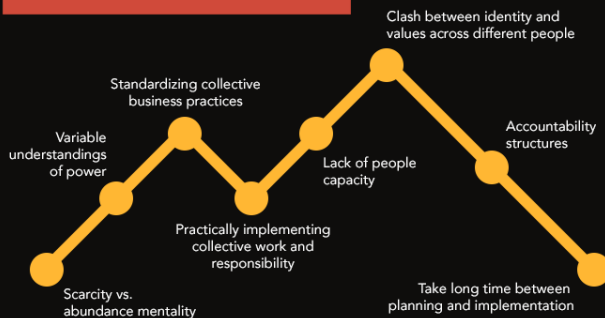 Clash between identity and
values across different people
Standardizing collective
business practices
Variable
understandings
of power
Accountability
structures
Lack of people
capacity
Practically implementing
collective work and
responsibility
Scarcity vs.
abundance mentality
Take long time between
planning and implementation